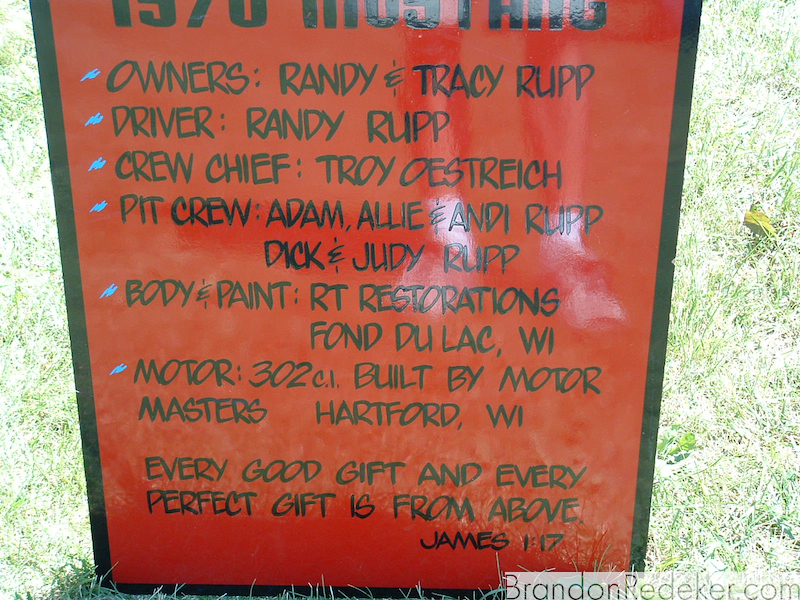 1970 MUSTANG
OWNERS: RANDY & TRACY RUPP
DRIVER: RANDY RUPP
CREW CHIEF: TROY OESTREICH
PIT CREW: ADAM, ALLIE & ANDI RUPP
DICK & JUDY RUPP
BODY & PAINT: RT RESTORATIONS
FOND DU LAC, WI
MOTOR: 302 C.I. BUILT BY MOTOR
MASTERS HARTFORD, WI
EVERY GOOD GIFT AND EVERY
PERFECT GIFT IS FROM ABOVE.
JAMES 1:17
BrandonRedeker.com